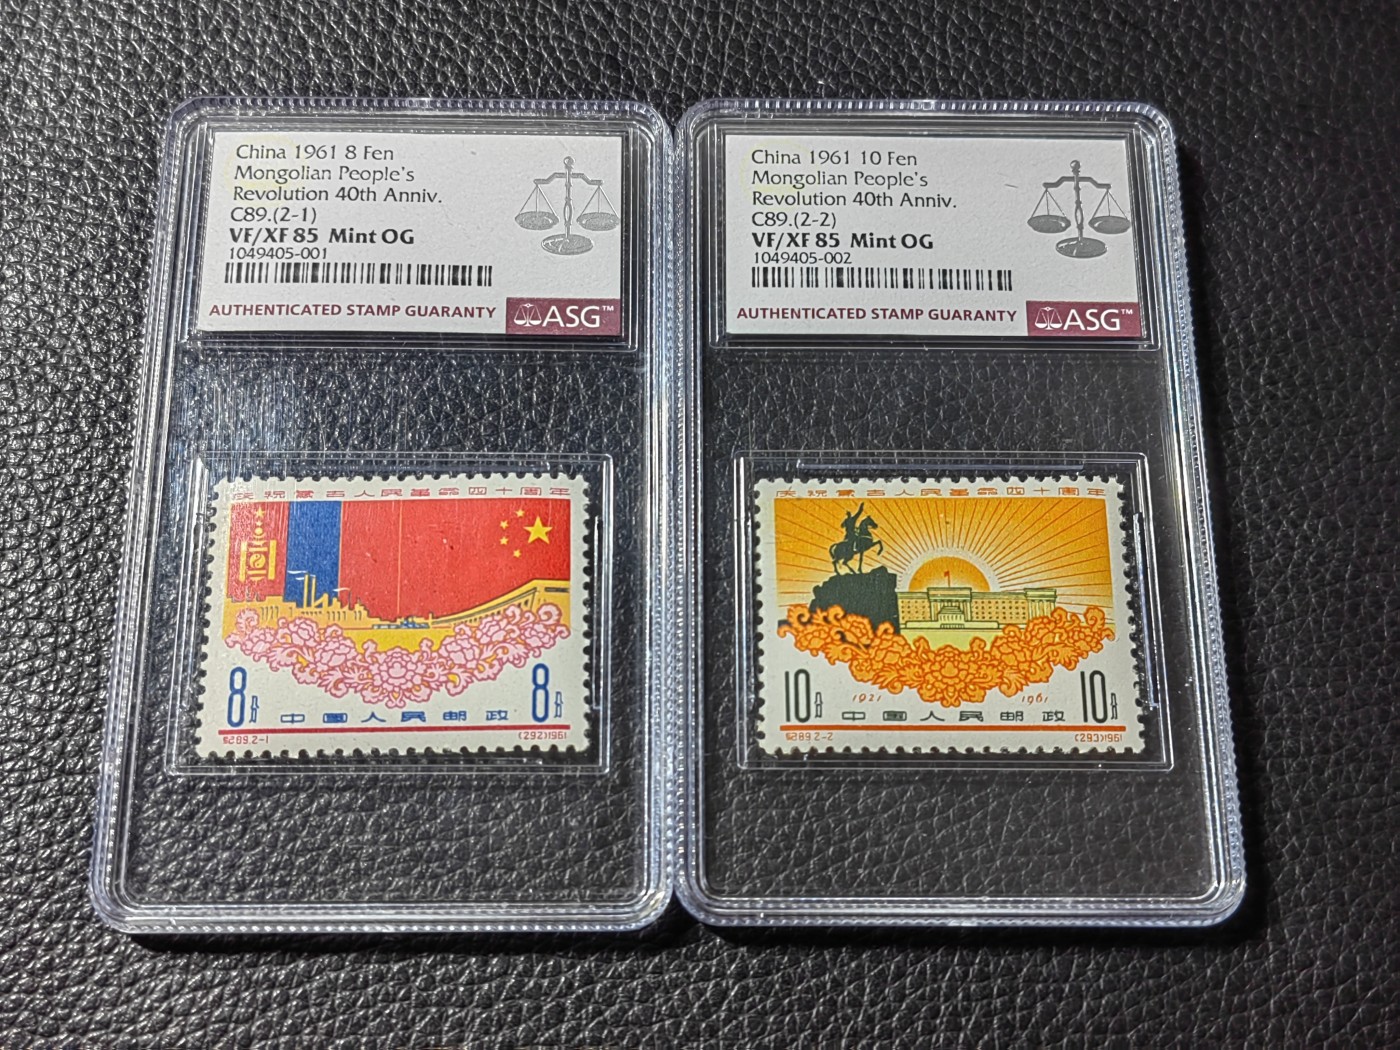 China 1961 8 Fen
Mongolian People's
Revolution 40th Anniv.
C89.(2-1)
VF/XF 85 Mint OG
1049405-001
AUTHENTICATED STAMP GUARANTY
ASG™
庆祝蒙古人民革命四十周年
8分
8分
中国人民邮政
纪89.2-1
(292)1961
China 1961 10 Fen
Mongolian People's
Revolution 40th Anniv.
C89.(2-2)
VF/XF 85 Mint OG
1049405-002
AUTHENTICATED STAMP GUARANTY
ASG™
庆祝蒙古人民革命四十周年
1921
1961
10分
10分
中国人民邮政
纪89.2-2
(293)1961